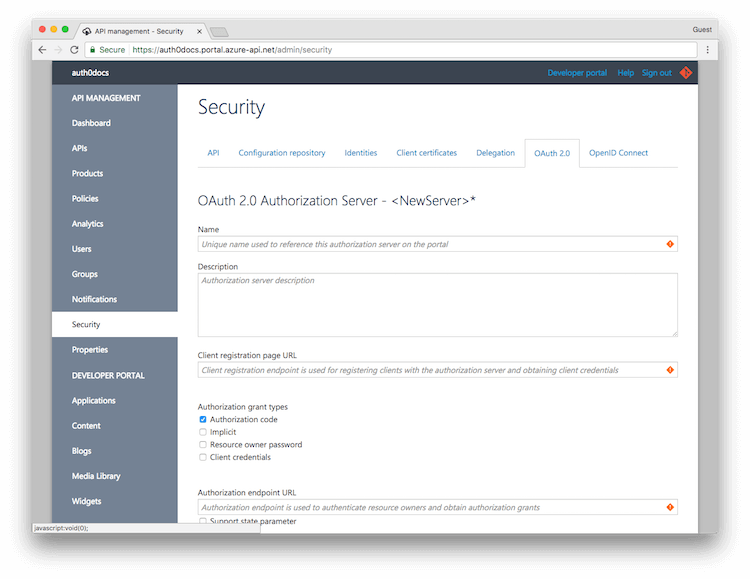 API management - Security
Guest
Secure https://auth0docs.portal.azure-api.net/admin/security
auth0docs
Developer portal Help Sign out
API MANAGEMENT
Dashboard
APIs
Products
Policies
Analytics
Users
Groups
Notifications
Security
Properties
DEVELOPER PORTAL
Applications
Content
Blogs
Media Library
Widgets
Security
API Configuration repository Identities Client certificates Delegation OAuth 2.0 OpenID Connect
OAuth 2.0 Authorization Server - <NewServer>*
Name
Unique name used to reference this authorization server on the portal
Description
Authorization server description
Client registration page URL
Client registration endpoint is used for registering clients with the authorization server and obtaining client credentials
Authorization grant types
Authorization code
Implicit
Resource owner password
Client credentials
Authorization endpoint URL
Authorization endpoint is used to authenticate resource owners and obtain authorization grants
Support state parameter
javascript:void(0);